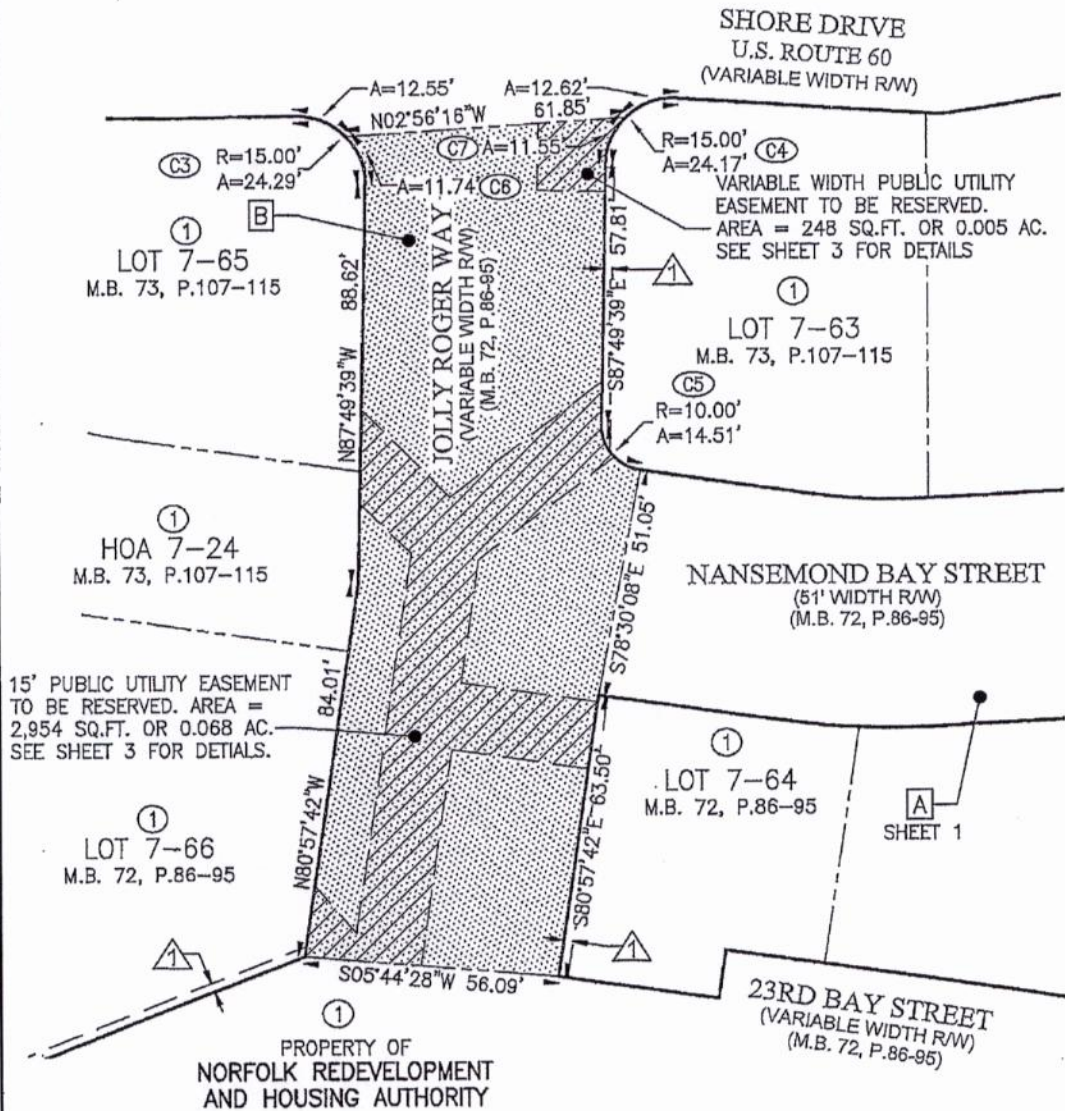 SHORE DRIVE
U.S. ROUTE 60
(VARIABLE WIDTH R/W)
A=12.55'
A=12.62'
N02°56'16"W
61.85'
C3
R=15.00'
A=24.29'
C7
A=11.55'
R=15.00'
A=24.17'
C4
A=11.74'
C6
VARIABLE WIDTH PUBLIC UTILITY
EASEMENT TO BE RESERVED.
AREA = 248 SQ.FT. OR 0.005 AC.
SEE SHEET 3 FOR DETAILS
B
1
LOT 7-65
M.B. 73, P.107-115
JOLLY ROGER WAY
(VARIABLE WIDTH R/W)
(M.B. 72, P.86-95)
N87°49'39"W
88.62'
S87°49'39"E
57.81'
1
1
LOT 7-63
M.B. 73, P.107-115
C5
R=10.00'
A=14.51'
1
HOA 7-24
M.B. 73, P.107-115
S78°30'08"E 51.05'
NANSEMOND BAY STREET
(51' WIDTH R/W)
(M.B. 72, P.86-95)
15' PUBLIC UTILITY EASEMENT
TO BE RESERVED. AREA =
2,954 SQ.FT. OR 0.068 AC.
SEE SHEET 3 FOR DETIALS.
N80°57'42"W
84.01'
S80°57'42"E 63.50'
1
LOT 7-64
M.B. 72, P.86-95
A
SHEET 1
1
LOT 7-66
M.B. 72, P.86-95
1
1
S05°44'28"W 56.09'
23RD BAY STREET
(VARIABLE WIDTH R/W)
(M.B. 72, P.86-95)
1
PROPERTY OF
NORFOLK REDEVELOPMENT
AND HOUSING AUTHORITY